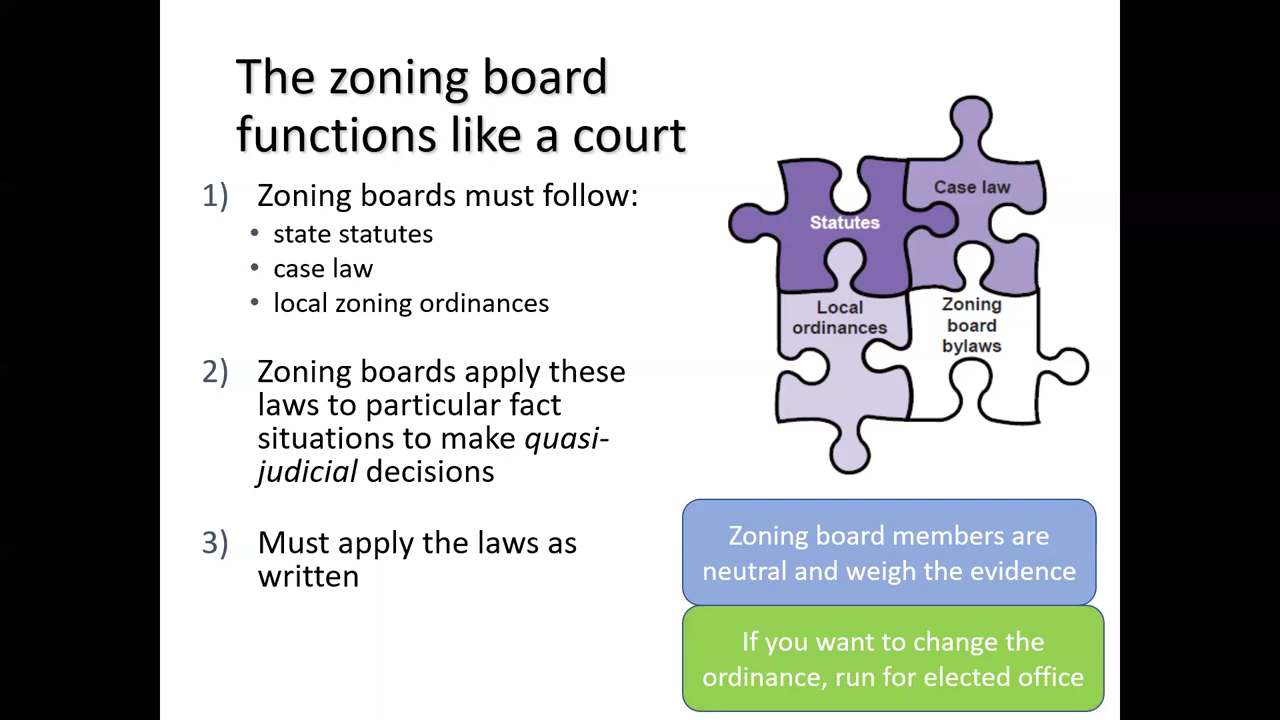 The zoning board
functions like a court
1) Zoning boards must follow:
• state statutes
• case law
• local zoning ordinances
2) Zoning boards apply these
laws to particular fact
situations to make quasi-
judicial decisions
3) Must apply the laws as
written
Statutes
Case law
Local
ordinances
Zoning
board
bylaws
Zoning board members are
neutral and weigh the evidence
If you want to change the
ordinance, run for elected office